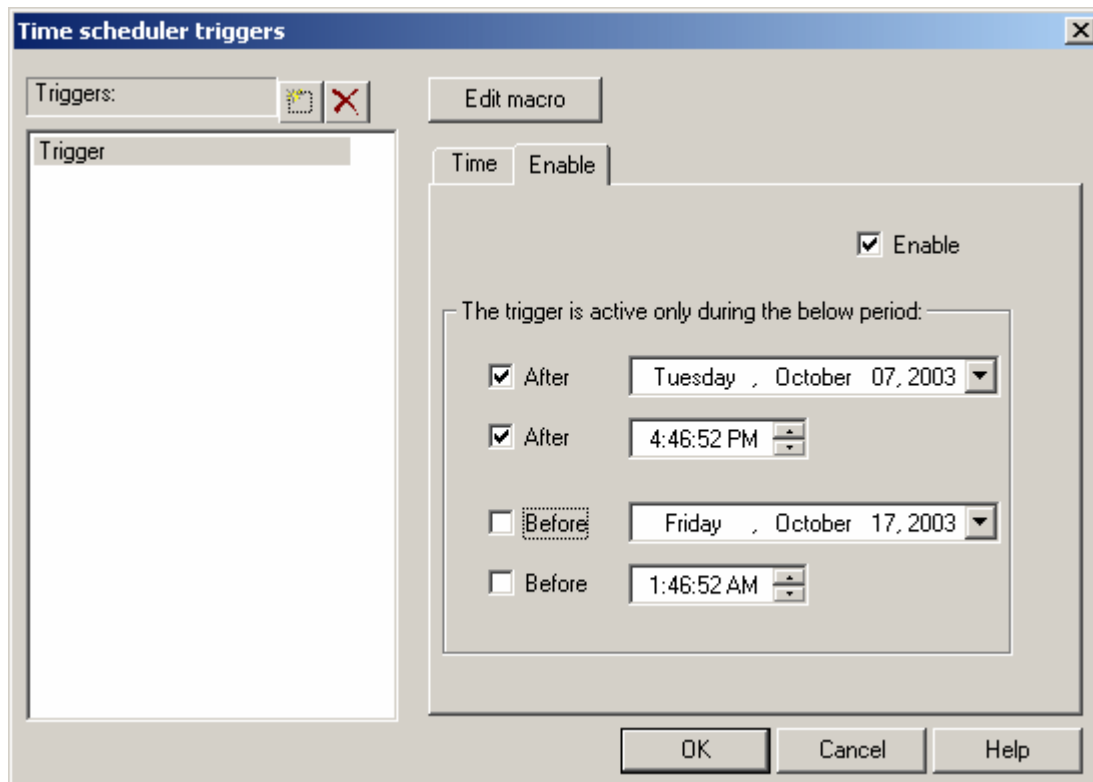 Time scheduler triggers
Triggers:
Edit macro
Trigger
Time Enable
Enable
The trigger is active only during the below period:
After Tuesday , October 07, 2003
After 4:46:52 PM
Before Friday , October 17, 2003
Before 1:46:52 AM
OK Cancel Help